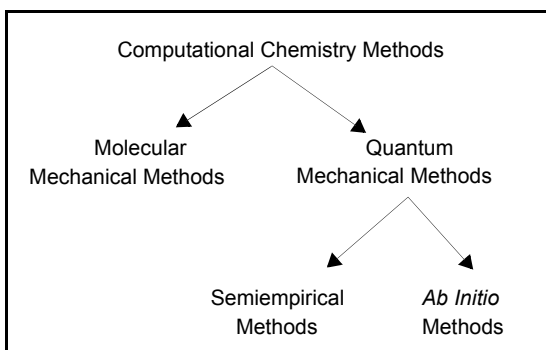 Computational Chemistry Methods
Molecular
Mechanical Methods
Quantum
Mechanical Methods
Semiempirical
Methods
Ab Initio
Methods